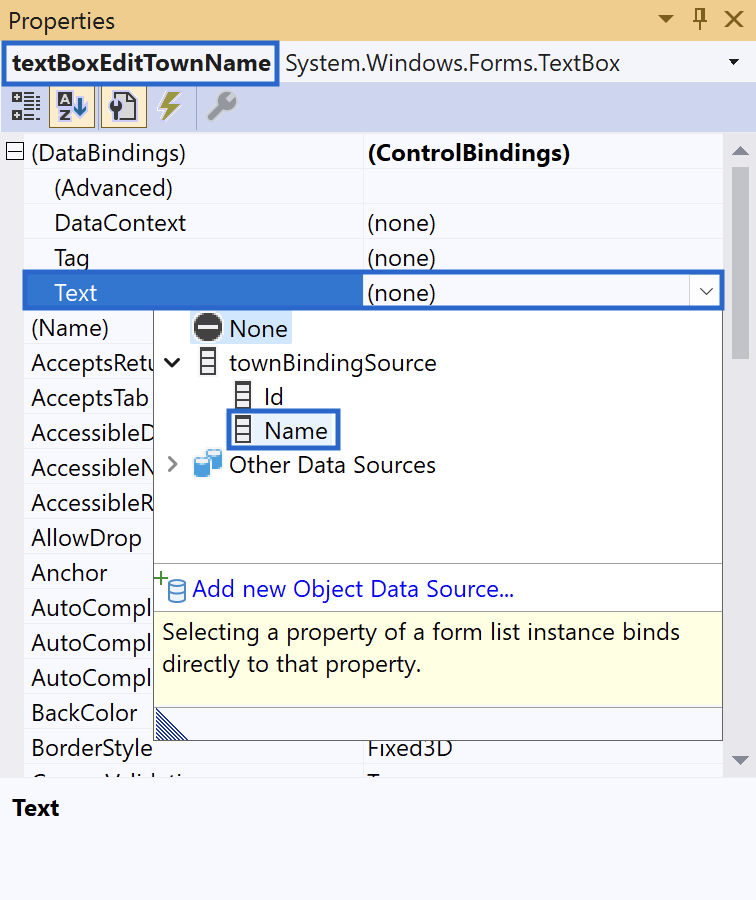 Properties
textBoxEditTownName System.Windows.Forms.TextBox
A
Z
(DataBindings) (ControlBindings)
(Advanced)
DataContext (none)
Tag (none)
Text (none)
(Name) None
AcceptsRetu townBindingSource
AcceptsTab Id
AccessibleD Name
AccessibleN Other Data Sources
AccessibleR
AllowDrop
Anchor
Add new Object Data Source...
AutoCompl
AutoCompl Selecting a property of a form list instance binds
AutoCompl directly to that property.
BackColor
BorderStyle Fixed3D
Text